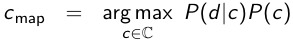 c_map = arg max_{c∈ℂ} P(d|c)P(c)